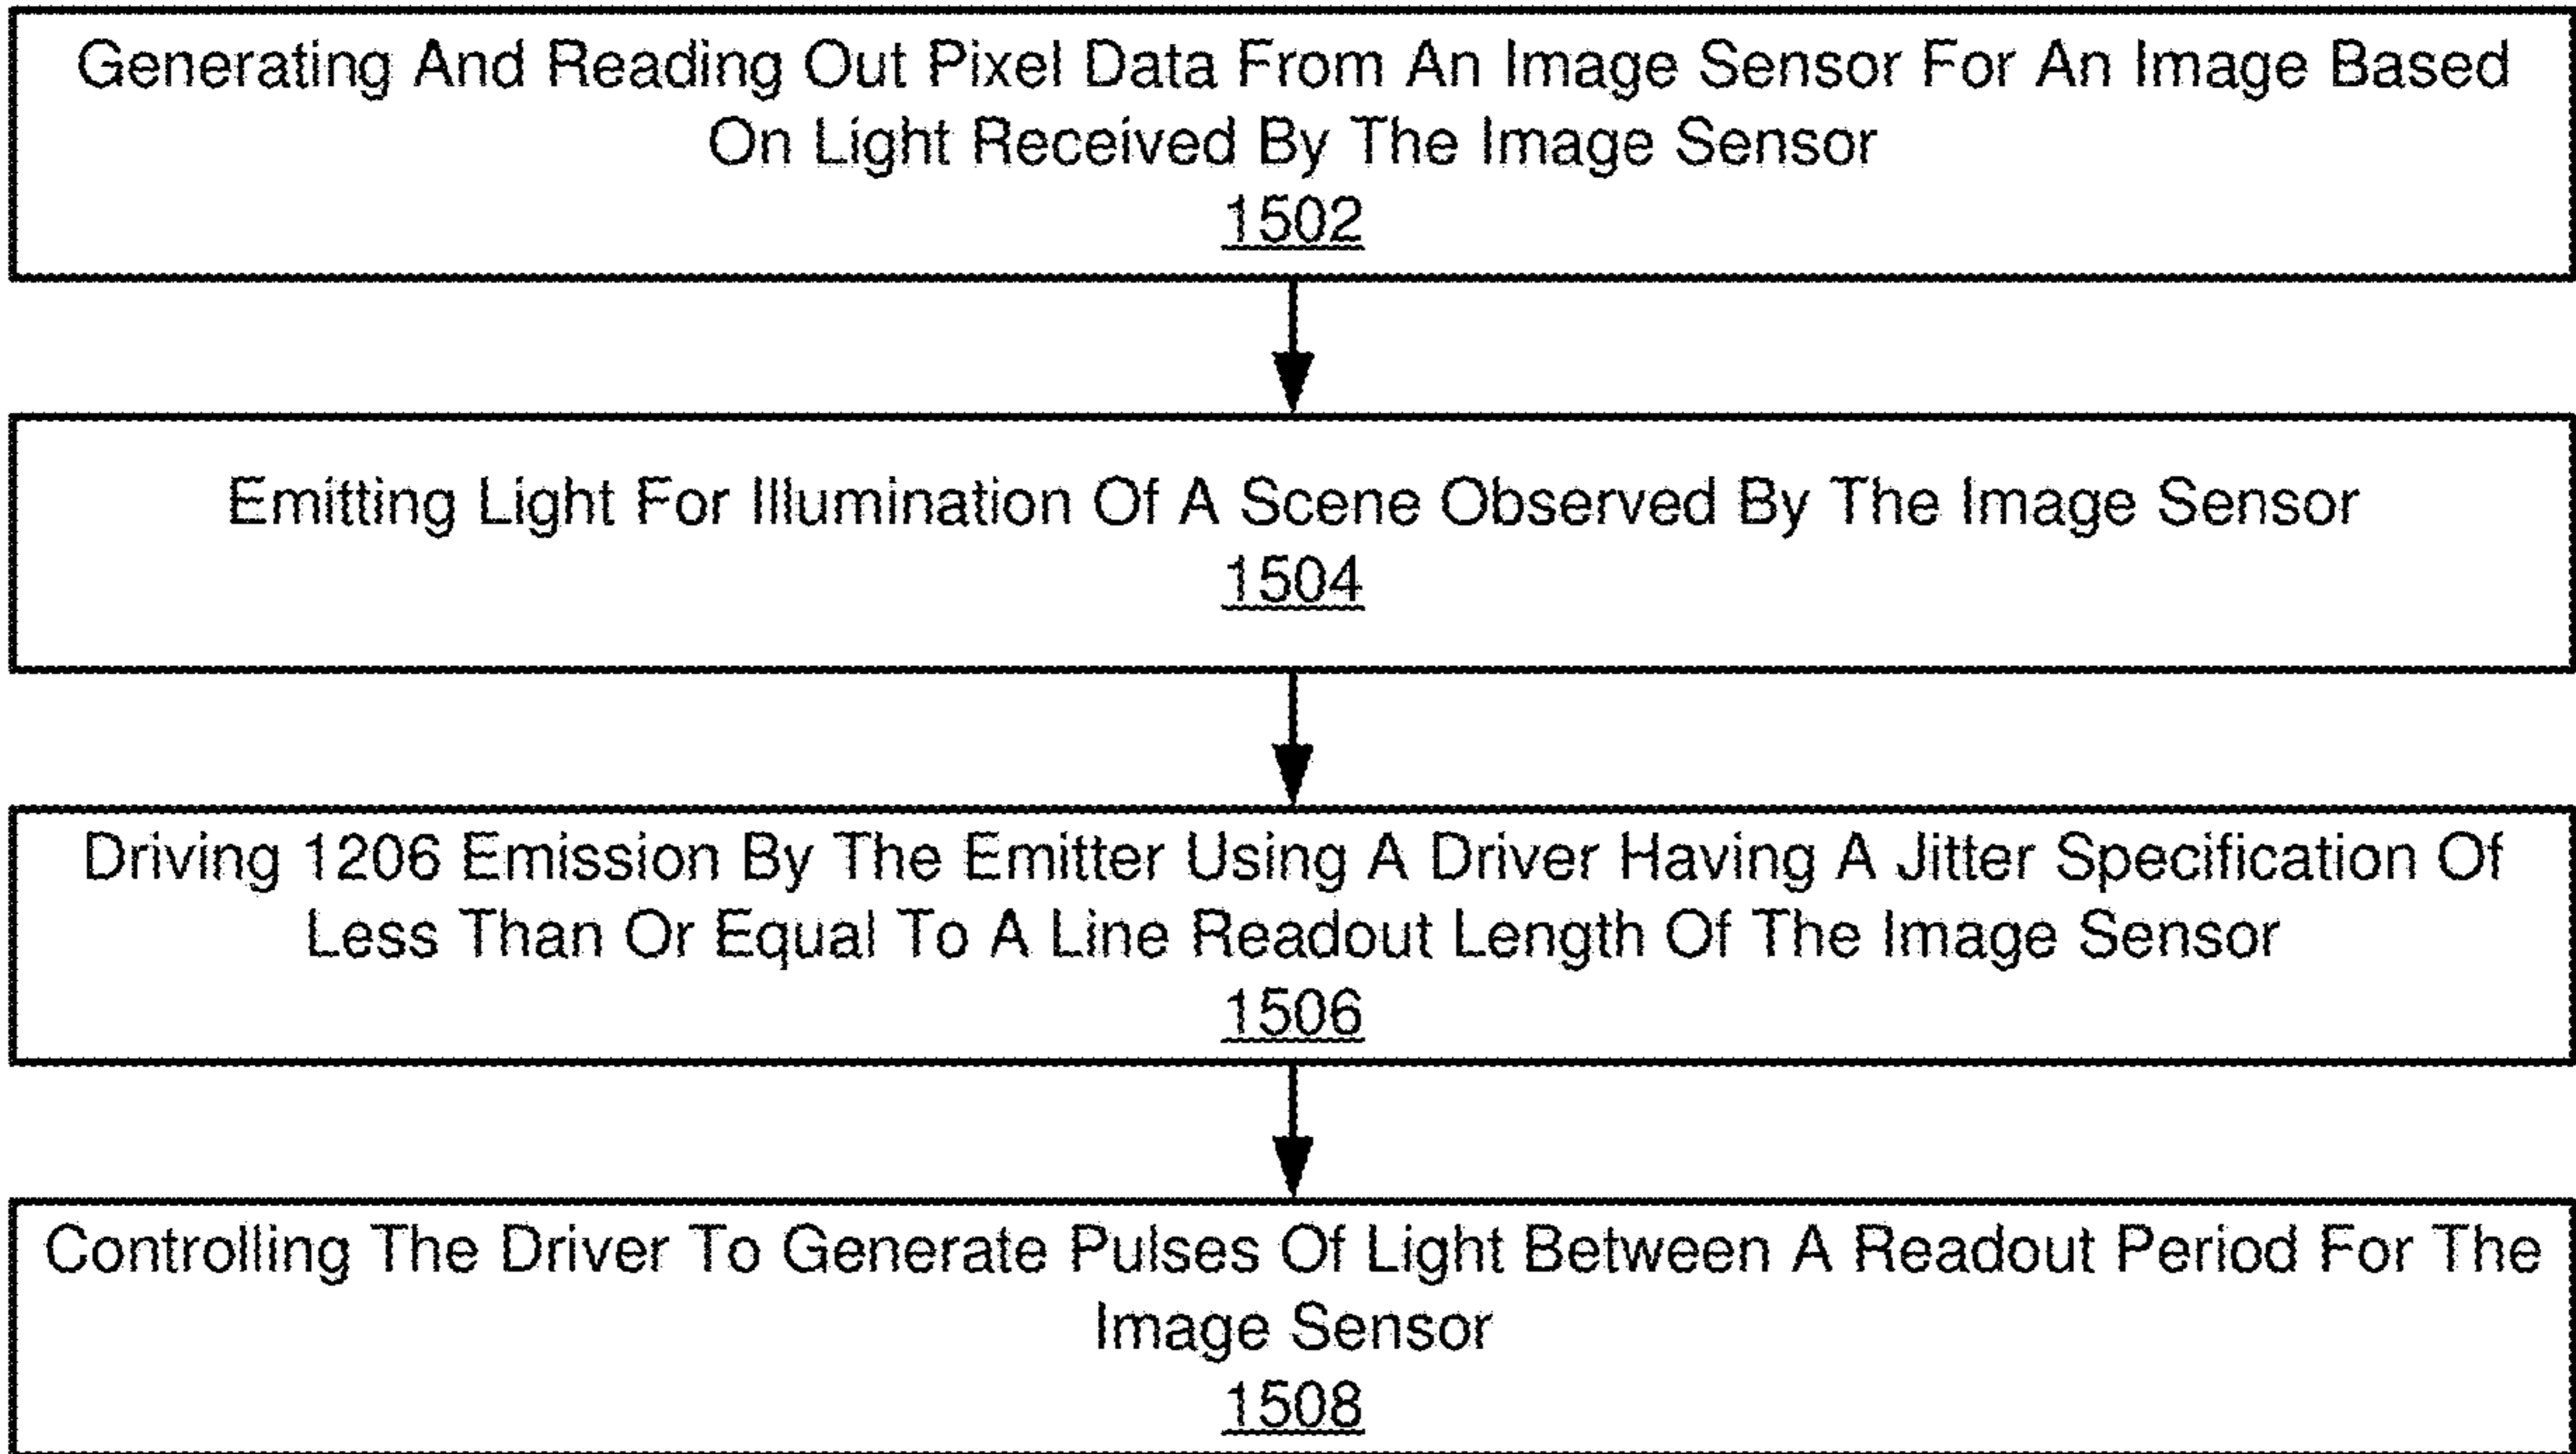 Generating And Reading Out Pixel Data From An Image Sensor For An Image Based
On Light Received By The Image Sensor
1502
Emitting Light For Illumination Of A Scene Observed By The Image Sensor
1504
Driving 1206 Emission By The Emitter Using A Driver Having A Jitter Specification Of
Less Than Or Equal To A Line Readout Length Of The Image Sensor
1506
Controlling The Driver To Generate Pulses Of Light Between A Readout Period For The
Image Sensor
1508